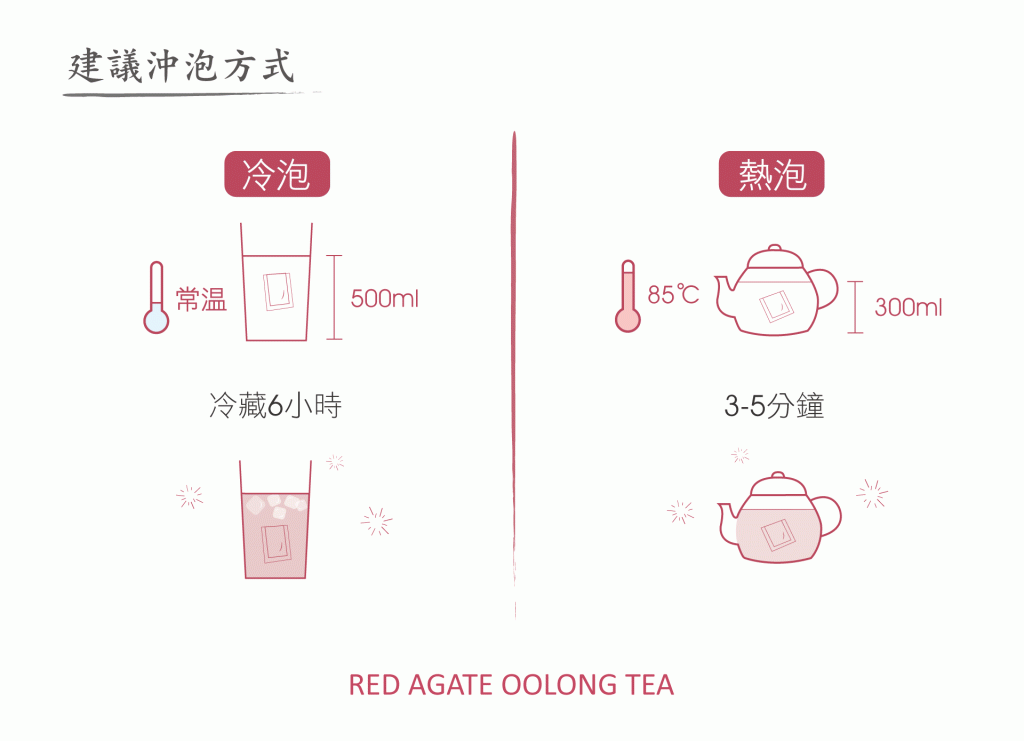 建議沖泡方式
冷泡
常温
500ml
冷藏6小時
熱泡
85℃
300ml
3-5分鐘
RED AGATE OOLONG TEA